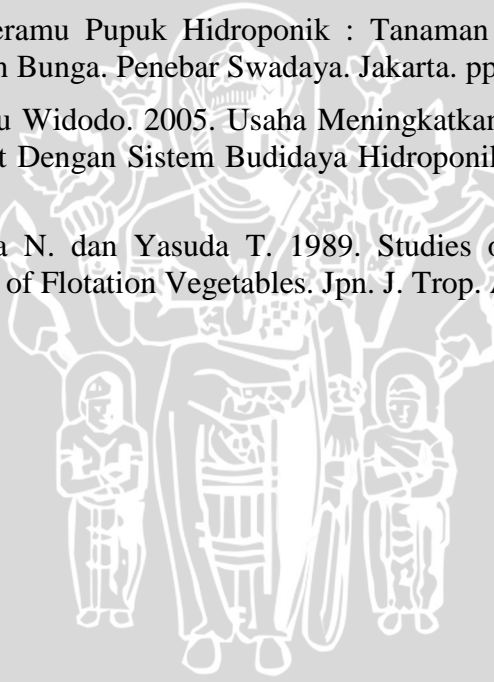 eramu Pupuk Hidroponik : Tanaman
n Bunga. Penebar Swadaya. Jakarta. pp
u Widodo. 2005. Usaha Meningkatkan
t Dengan Sistem Budidaya Hidroponik
a N. dan Yasuda T. 1989. Studies o
of Flotation Vegetables. Jpn. J. Trop. A